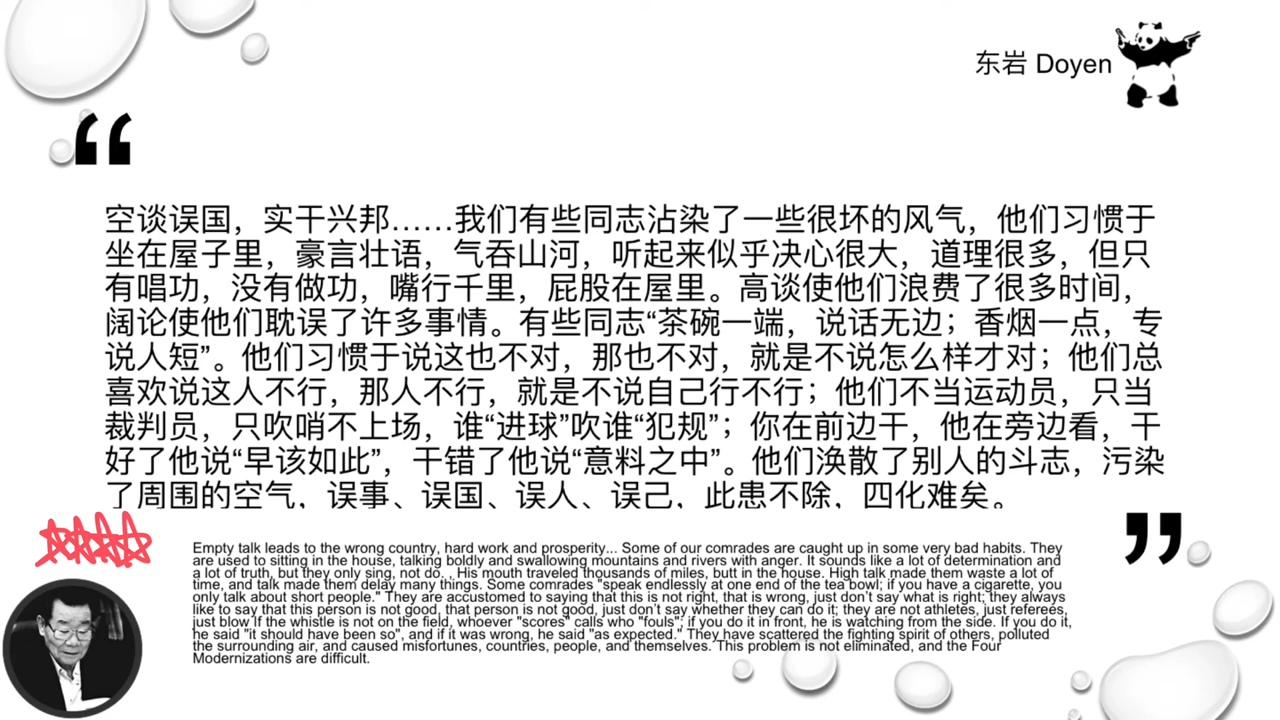 东岩 Doyen
“
空谈误国，实干兴邦……我们有些同志沾染了一些很坏的风气，他们习惯于
坐在屋子里，豪言壮语，气吞山河，听起来似乎决心很大，道理很多，但只
有唱功，没有做功，嘴行千里，屁股在屋里。高谈使他们浪费了很多时间，
阔论使他们耽误了许多事情。有些同志“茶碗一端，说话无边；香烟一点，专
说人短”。他们习惯于说这也不对，那也不对，就是不说怎么样才对；他们总
喜欢说这人不行，那人不行，就是不说自己行不行；他们不当运动员，只当
裁判员，只吹哨不上场，谁“进球”吹谁“犯规”；你在前边干，他在旁边看，干
好了他说“早该如此”，干错了他说“意料之中”。他们涣散了别人的斗志，污染
了周围的空气，误事、误国、误人、误己，此患不除，四化难矣。
”
Empty talk leads to the wrong country, hard work and prosperity... Some of our comrades are caught up in some very bad habits. They
are used to sitting in the house, talking boldly and swallowing mountains and rivers with anger. It sounds like a lot of determination and
a lot of truth, but they only sing, not do. , His mouth traveled thousands of miles, butt in the house. High talk made them waste a lot of
time, and talk made them delay many things. Some comrades "speak endlessly at one end of the tea bowl; if you have a cigarette, you
only talk about short people." They are accustomed to saying that this is not right, that is wrong, just don't say what is right; they always
like to say that this person is not good, that person is not good, just don't say whether they can do it; they are not athletes, just referees,
just blow If the whistle is not on the field, whoever "scores" calls who "fouls"; if you do it in front, he is watching from the side. If you do it,
he said "it should have been so", and if it was wrong, he said "as expected." They have scattered the fighting spirit of others, polluted
the surrounding air, and caused misfortunes, countries, people, and themselves. This problem is not eliminated, and the Four
Modernizations are difficult.